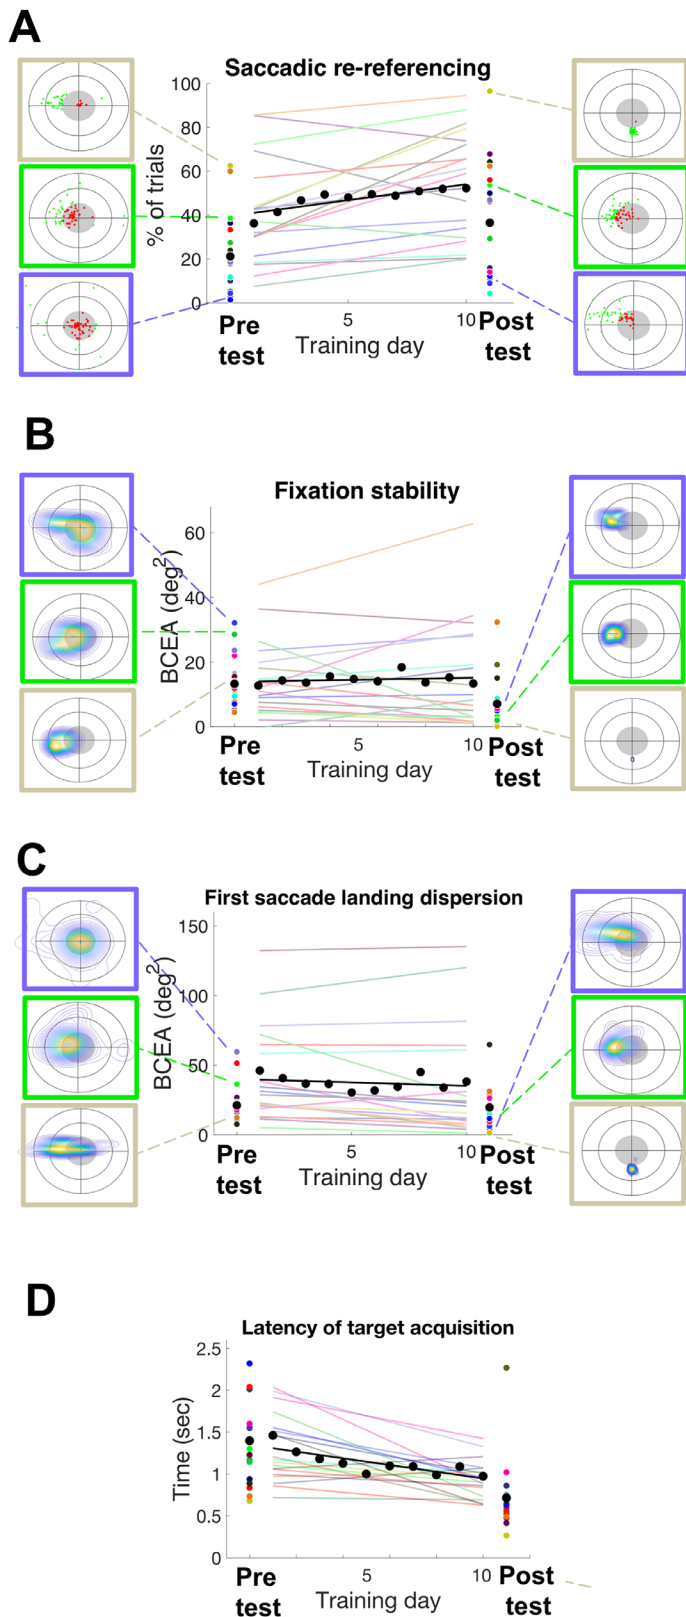 A
Saccadic re-referencing
100
80
60
40
20
0
% of trials
5
10
Pre
test
Training day
Post
test
B
Fixation stability
60
40
20
0
BCEA (deg2)
5
10
Pre
test
Training day
Post
test
C
First saccade landing dispersion
150
100
50
0
BCEA (deg2)
5
10
Pre
test
Training day
Post
test
D
Latency of target acquisition
2.5
2
1.5
1
0.5
0
Time (sec)
5
10
Pre
test
Training day
Post
test